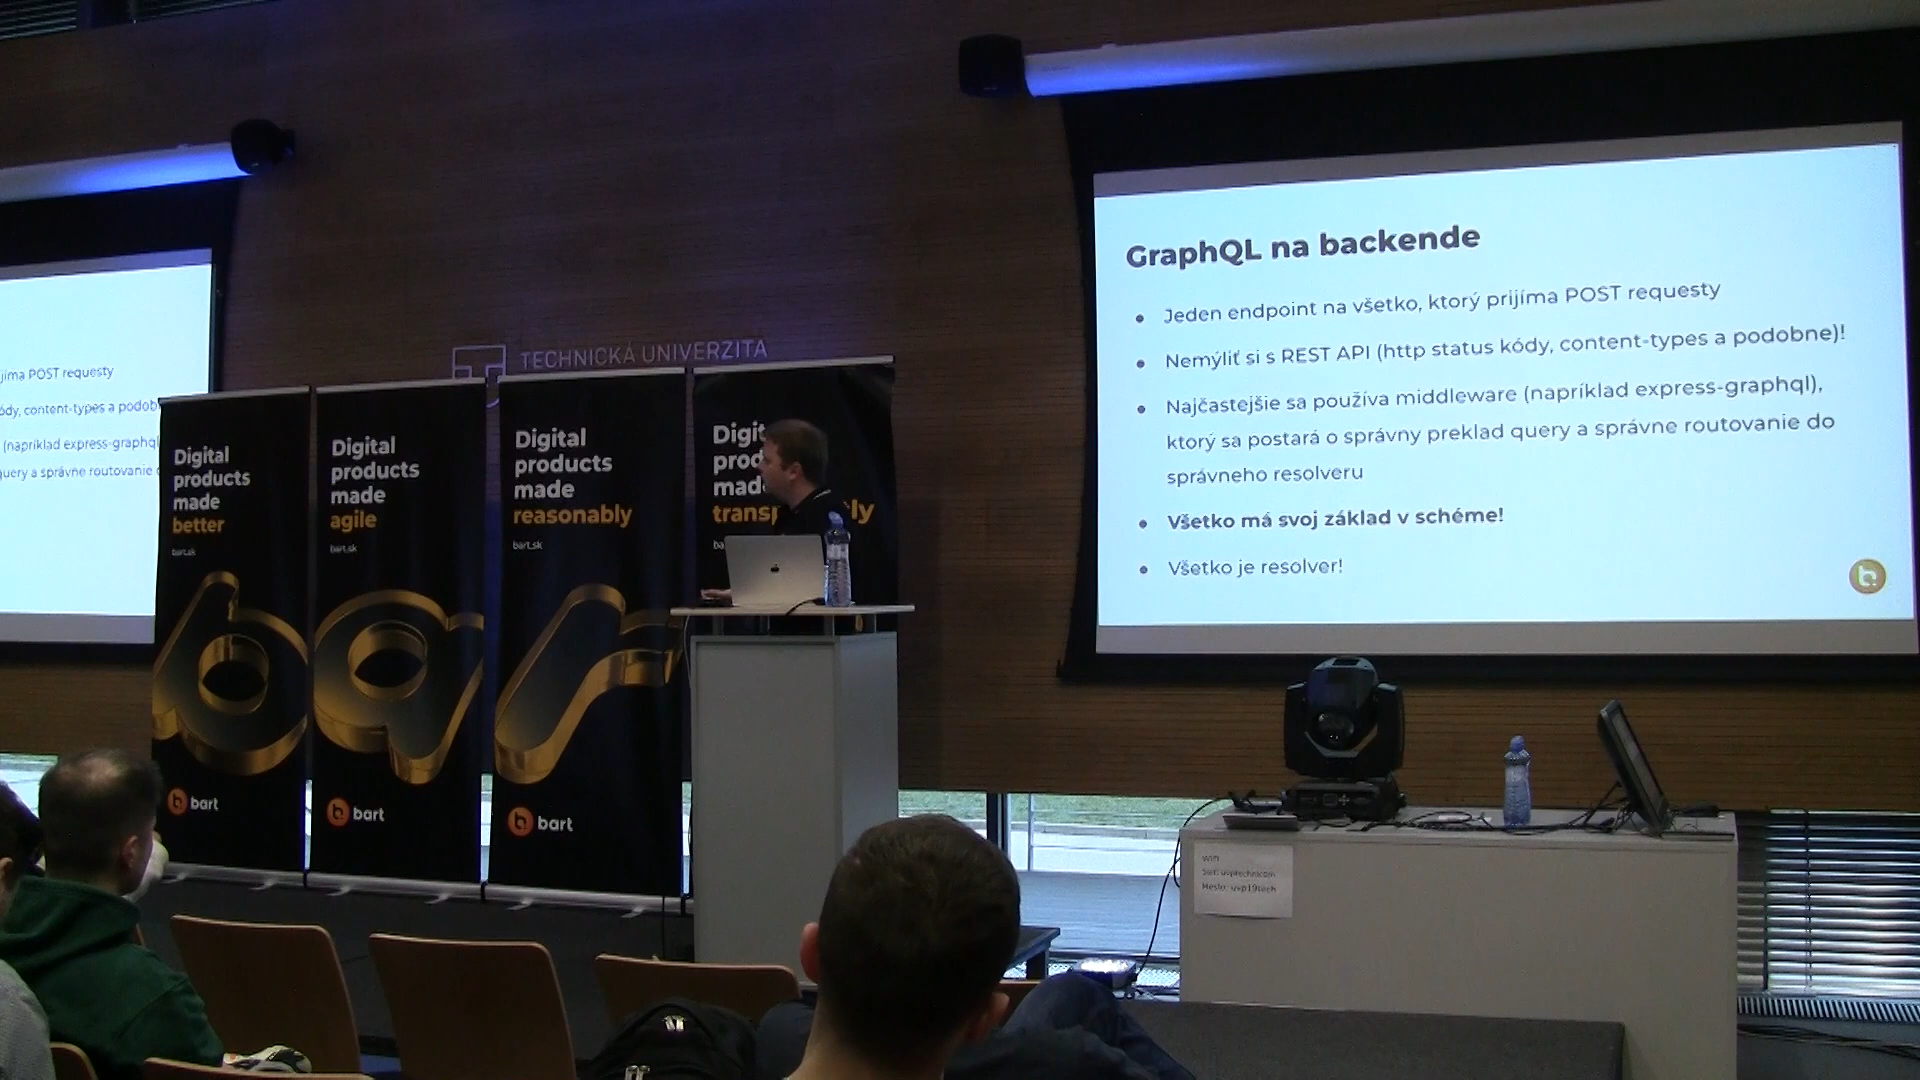 GraphQL na backende
Jeden endpoint na všetko, ktorý prijíma POST requesty
Nemýliť si s REST API (http status kódy, content-types a podobne)!
Najčastejšie sa používa middleware (napríklad express-graphql),
ktorý sa postará o správny preklad query a správne routovanie do
správneho resolveru
Všetko má svoj základ v schéme!
Všetko je resolver!
TECHNICKÁ UNIVERZITA
POST requesty
content-types a
(napríklad express-graphql
query a správne routovanie
Digital
products
made
better
bart.sk
bart
Digital
products
made
agile
bart.sk
bart
Digital
products
made
reasonably
bart.sk
bart